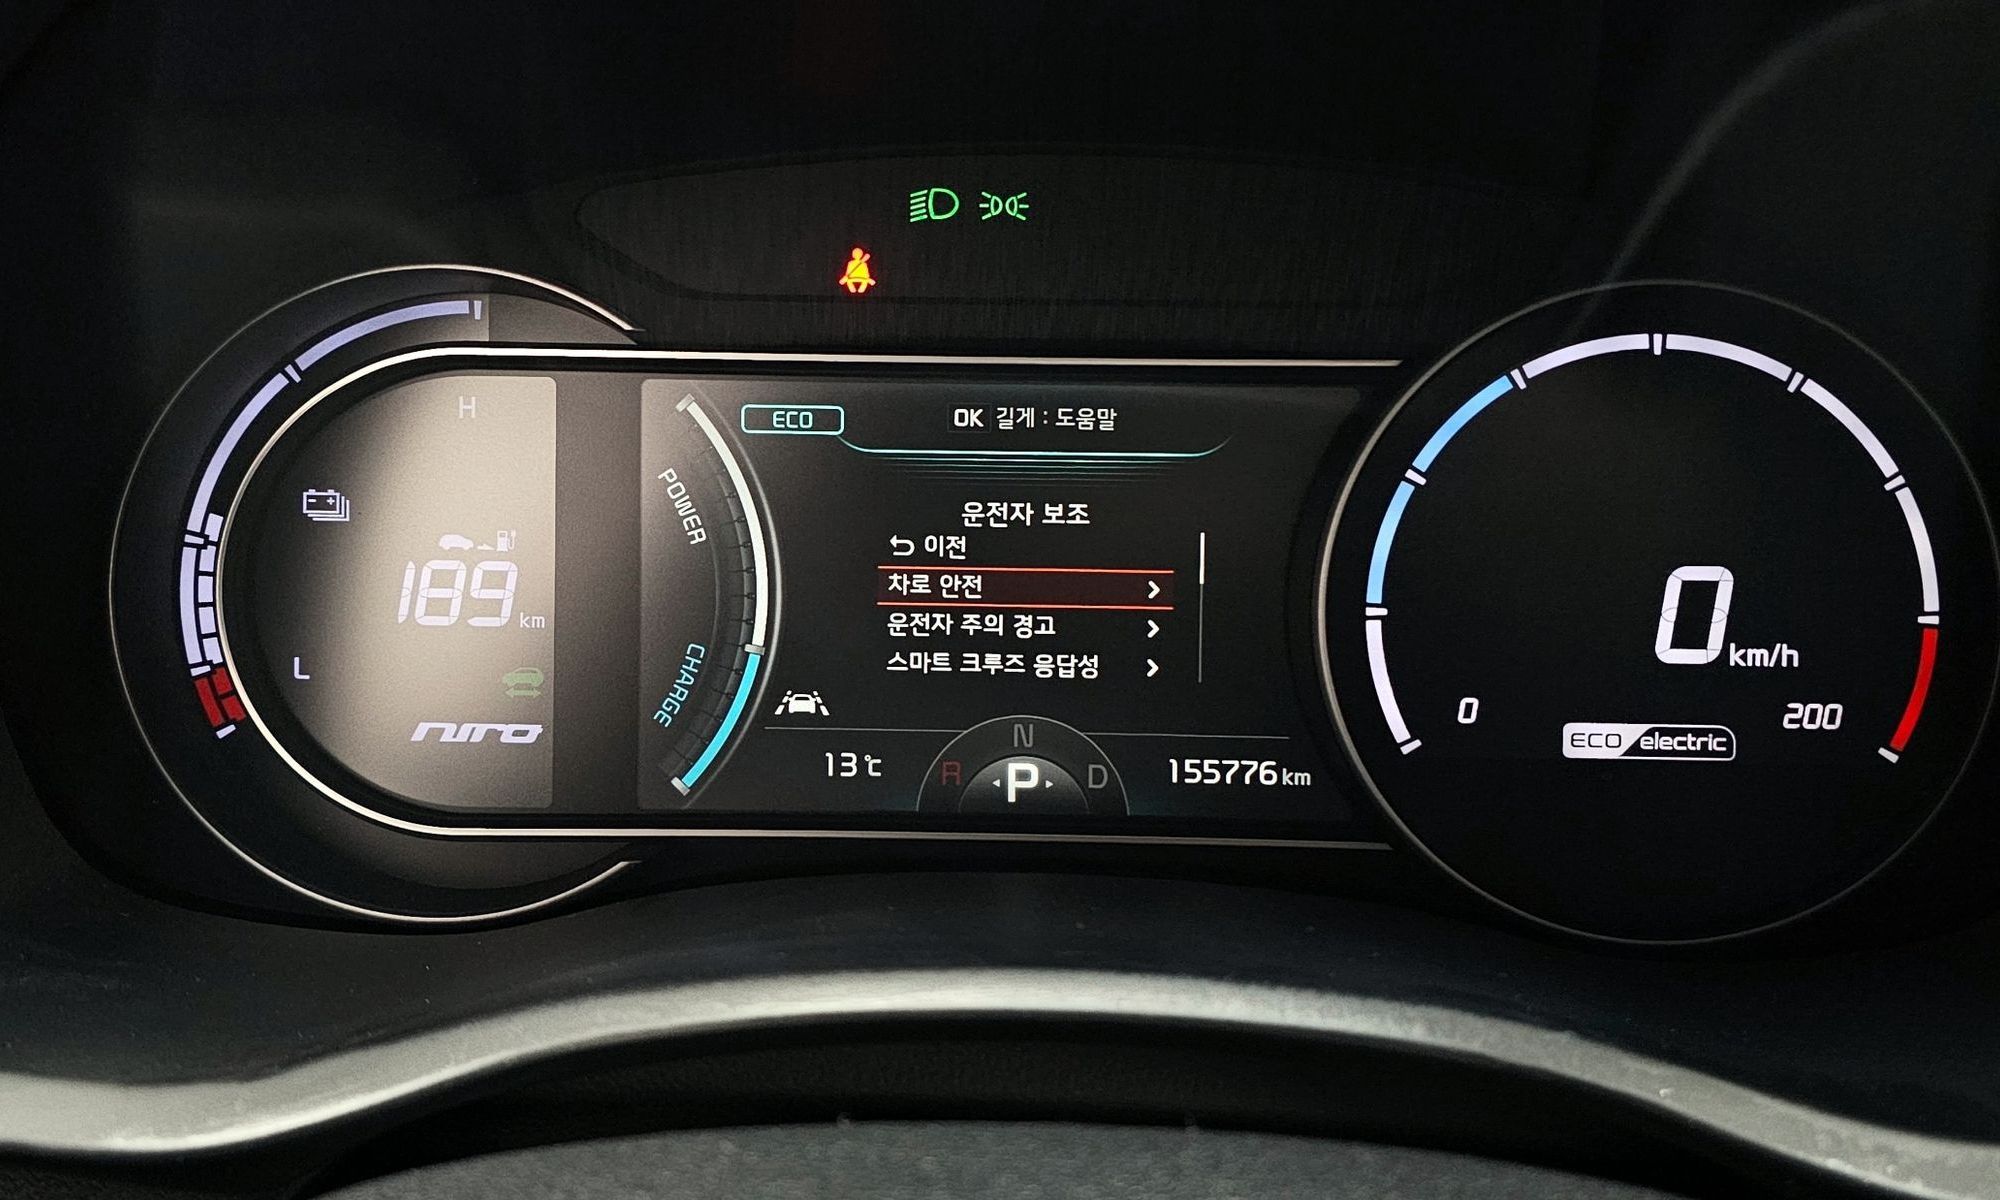 H
189 km
L
niro
POWER
CHARGE
ECO
OK 길게 : 도움말
운전자 보조
이전
차로 안전
운전자 주의 경고
스마트 크루즈 응답성
13℃
N
R P D
155776 km
0 km/h
0 200
ECO electric